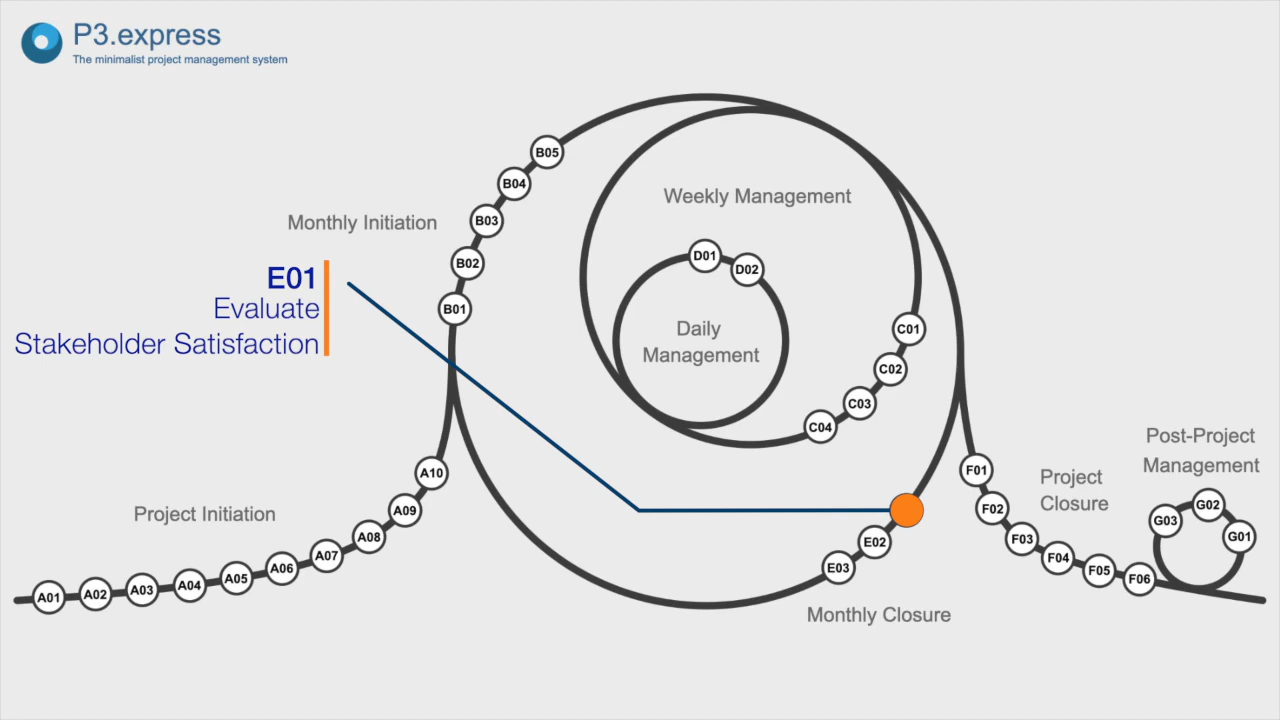 P3.express
The minimalist project management system
B05
B04
B03
B02
B01
Monthly Initiation
Weekly Management
D01
D02
Daily
Management
C01
C02
C03
C04
E01
Evaluate
Stakeholder Satisfaction
Project Initiation
A01
A02
A03
A04
A05
A06
A07
A08
A09
A10
E02
E03
Monthly Closure
F01
F02
F03
F04
F05
F06
Project
Closure
Post-Project
Management
G03
G02
G01